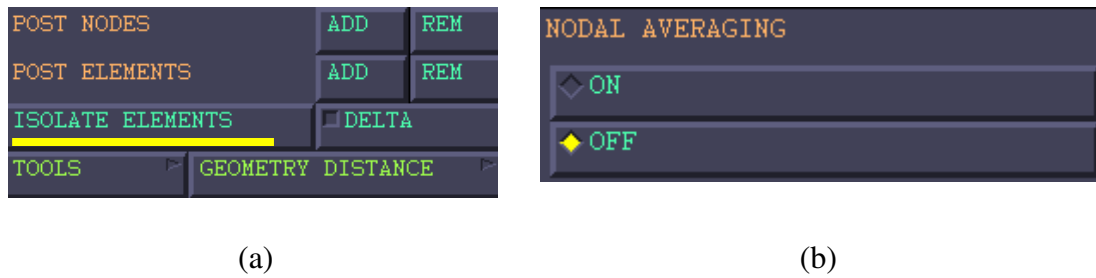 POST NODES ADD REM
POST ELEMENTS ADD REM
ISOLATE ELEMENTS DELTA
TOOLS GEOMETRY DISTANCE
(a)
NODAL AVERAGING
ON
OFF
(b)